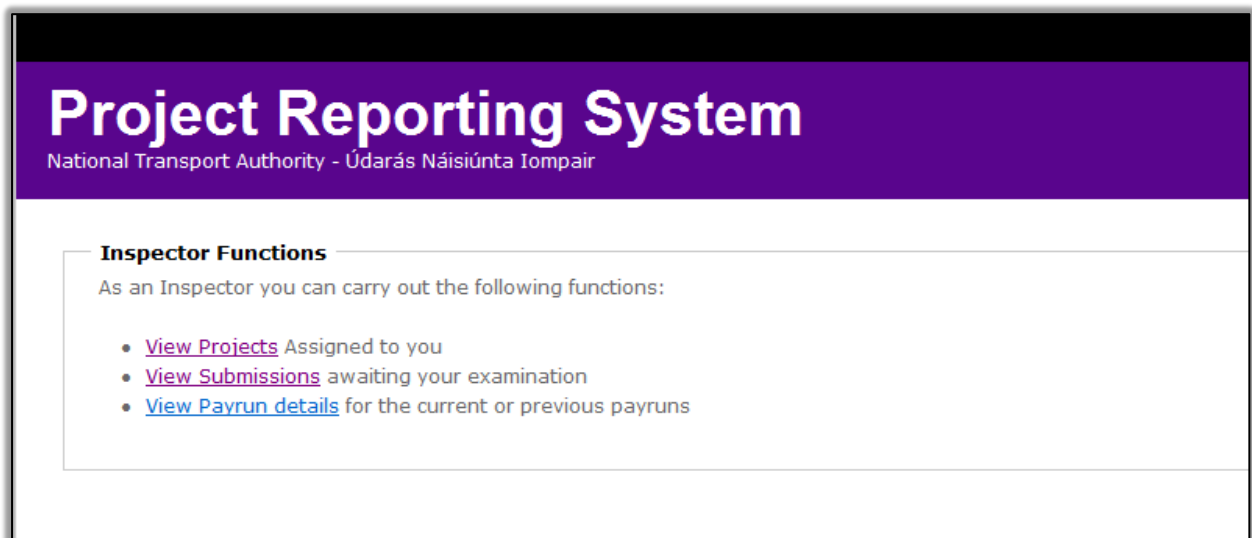 Project Reporting System
National Transport Authority - Údarás Náisiúnta Iompair
Inspector Functions
As an Inspector you can carry out the following functions:
• View Projects Assigned to you
• View Submissions awaiting your examination
• View Payrun details for the current or previous payruns